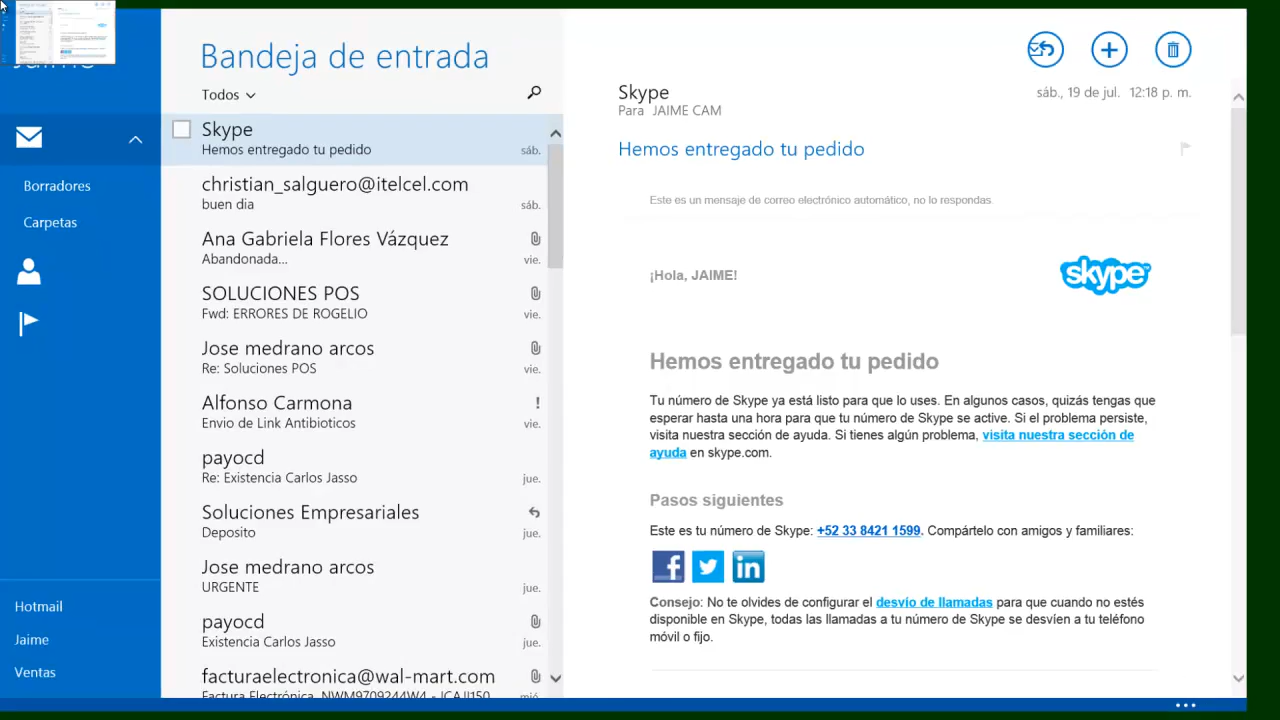 Jaime
Borradores
Carpetas
Hotmail
Jaime
Ventas
Bandeja de entrada
Todos
Skype
Hemos entregado tu pedido
sáb.
christian_salguero@itelcel.com
buen dia
sáb.
Ana Gabriela Flores Vázquez
Abandonada...
vie.
SOLUCIONES POS
Fwd: ERRORES DE ROGELIO
vie.
Jose medrano arcos
Re: Soluciones POS
vie.
Alfonso Carmona
!
Envio de Link Antibioticos
vie.
payocd
Re: Existencia Carlos Jasso
jue.
Soluciones Empresariales
Deposito
jue.
Jose medrano arcos
URGENTE
jue.
payocd
Existencia Carlos Jasso
jue.
facturaelectronica@wal-mart.com
Factura Electrónica, NWM9709244W4 - ICAJI150
mié.
Skype
sáb., 19 de jul. 12:18 p. m.
Para JAIME CAM
Hemos entregado tu pedido
Este es un mensaje de correo electrónico automático, no lo respondas.
¡Hola, JAIME!
skype™
Hemos entregado tu pedido
Tu número de Skype ya está listo para que lo uses. En algunos casos, quizás tengas que
esperar hasta una hora para que tu número de Skype se active. Si el problema persiste,
visita nuestra sección de ayuda. Si tienes algún problema, visita nuestra sección de
ayuda en skype.com.
Pasos siguientes
Este es tu número de Skype: +52 33 8421 1599. Compártelo con amigos y familiares:
f
in
Consejo: No te olvides de configurar el desvío de llamadas para que cuando no estés
disponible en Skype, todas las llamadas a tu número de Skype se desvíen a tu teléfono
móvil o fijo.